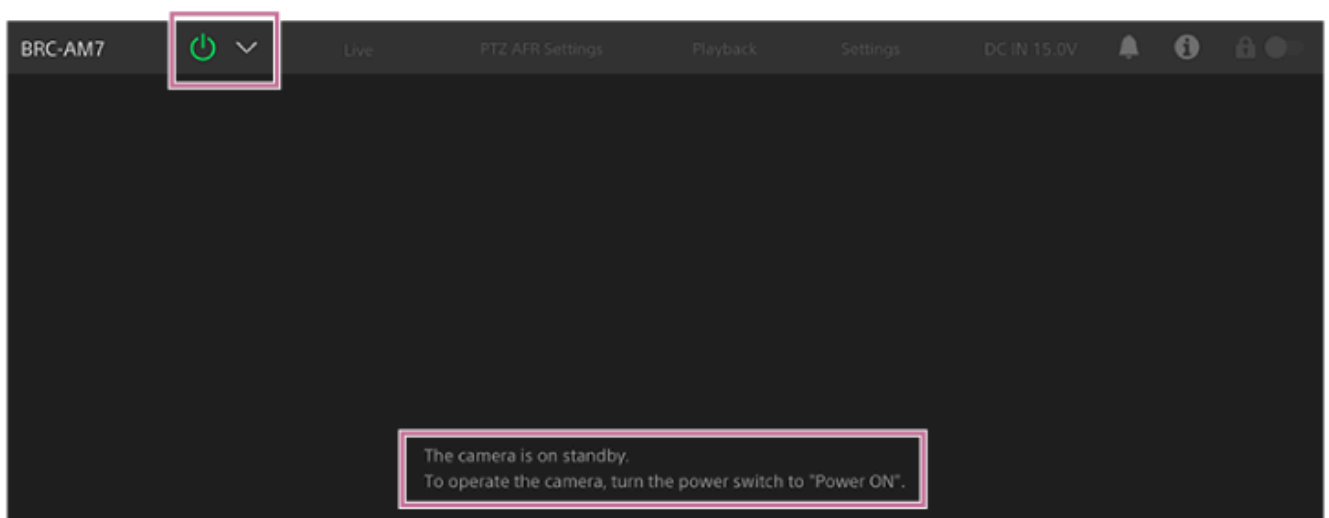 BRC-AM7 Live PTZ AFR Settings Playback Settings DC IN 15.0V
The camera is on standby.
To operate the camera, turn the power switch to "Power ON".